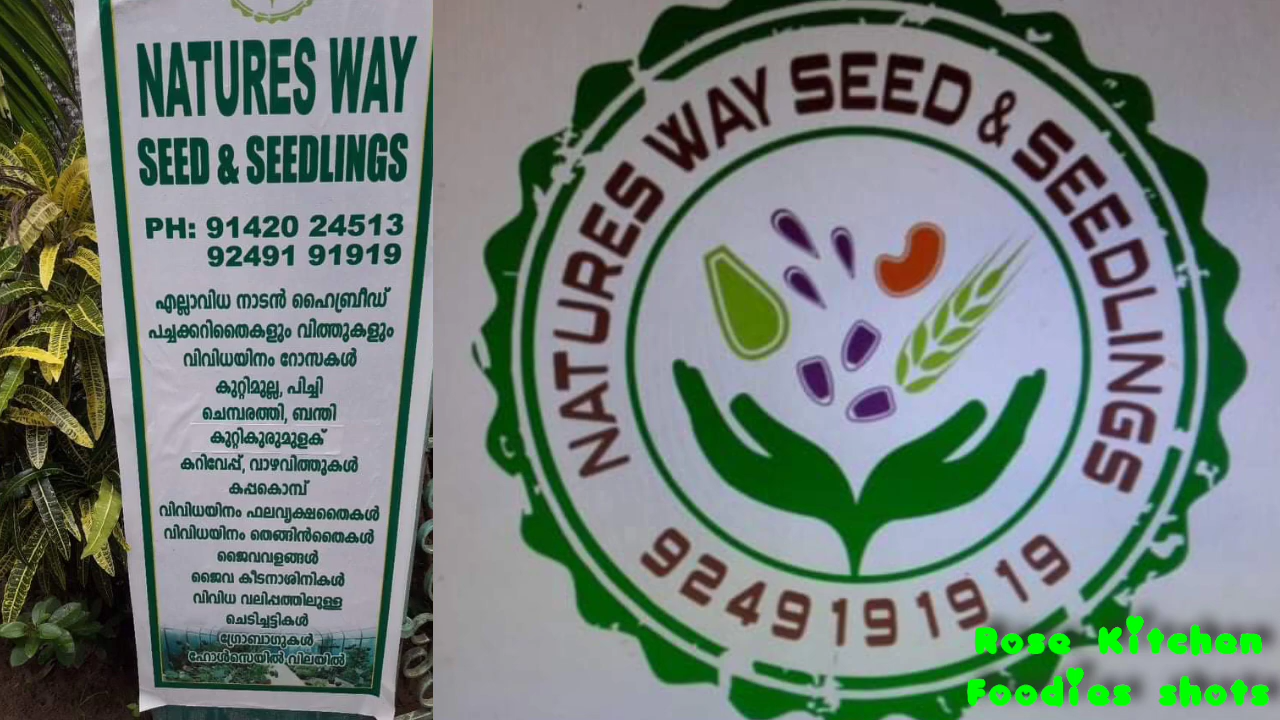 NATURES WAY
SEED & SEEDLINGS
PH: 91420 24513
92491 91919
എല്ലാവിധ നാടൻ ഹൈബ്രീഡ്
പച്ചക്കറിതൈകളും വിത്തുകളും
വിവിധയിനം റോസകൾ
കുറ്റിമുല്ല, പിച്ചി
ചെമ്പരത്തി, ബന്തി
കുറ്റികുരുമുളക്
കറിവേപ്പ്, വാഴവിത്തുകൾ
കപ്പകൊമ്പ്
വിവിധയിനം ഫലവൃക്ഷതൈകൾ
വിവിധയിനം തെങ്ങിൻതൈകൾ
ജൈവവളങ്ങൾ
ജൈവ കീടനാശിനികൾ
വിവിധ വലിപ്പത്തിലുള്ള
ചെടിച്ചട്ടികൾ
ഗ്രോബാഗുകൾ
ഹോൾസെയിൽ വിലയിൽ
NATURES WAY SEED & SEEDLINGS
9249191919
Rose Kitchen
Foodies shots